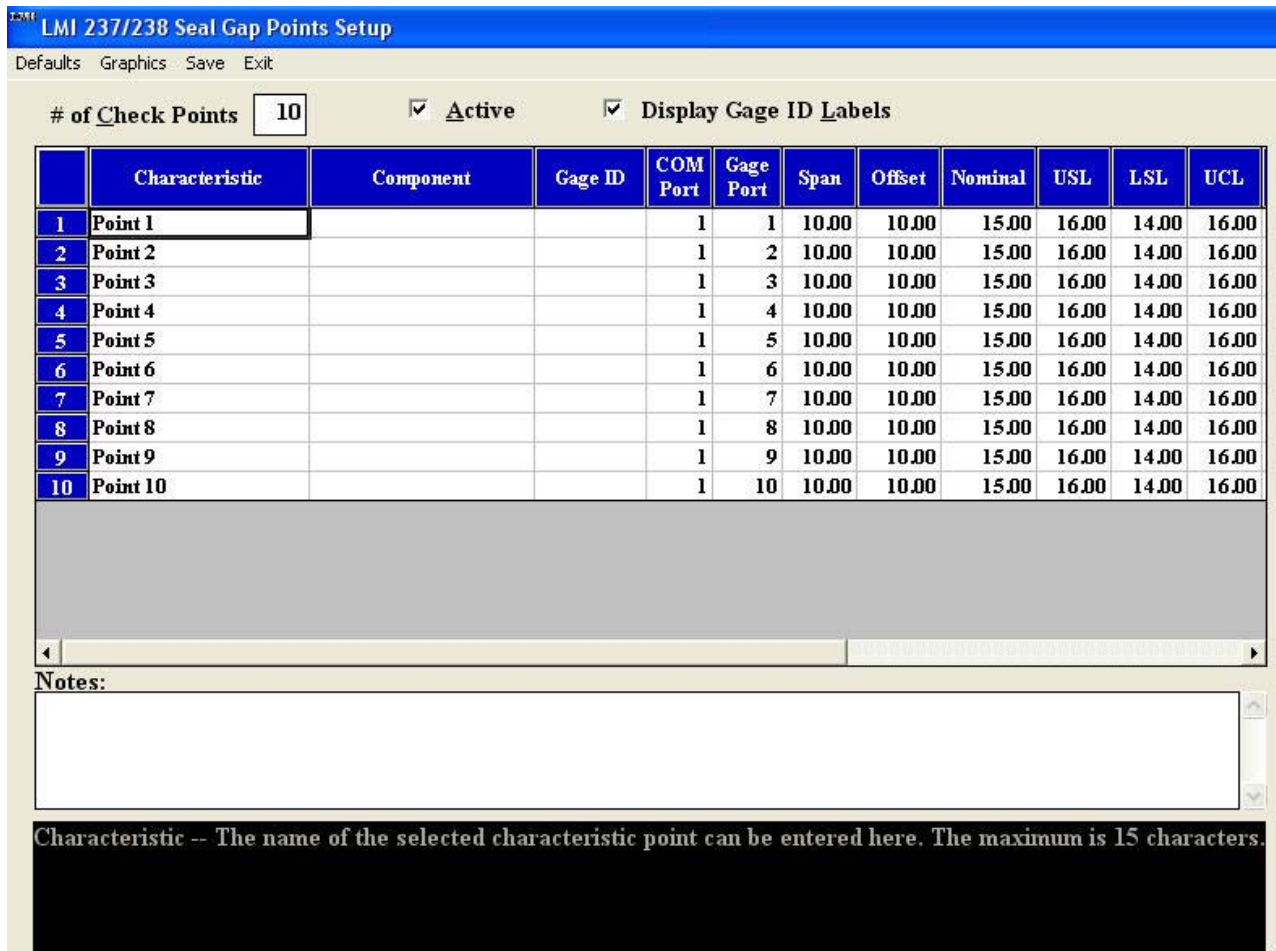 LMI 237/238 Seal Gap Points Setup
Defaults Graphics Save Exit
# of Check Points 10 Active Display Gage ID Labels
Characteristic Component Gage ID COM Port Gage Port Span Offset Nominal USL LSL UCL
1 Point 1 1 1 10.00 10.00 15.00 16.00 14.00 16.00
2 Point 2 1 2 10.00 10.00 15.00 16.00 14.00 16.00
3 Point 3 1 3 10.00 10.00 15.00 16.00 14.00 16.00
4 Point 4 1 4 10.00 10.00 15.00 16.00 14.00 16.00
5 Point 5 1 5 10.00 10.00 15.00 16.00 14.00 16.00
6 Point 6 1 6 10.00 10.00 15.00 16.00 14.00 16.00
7 Point 7 1 7 10.00 10.00 15.00 16.00 14.00 16.00
8 Point 8 1 8 10.00 10.00 15.00 16.00 14.00 16.00
9 Point 9 1 9 10.00 10.00 15.00 16.00 14.00 16.00
10 Point 10 1 10 10.00 10.00 15.00 16.00 14.00 16.00
Notes:
Characteristic -- The name of the selected characteristic point can be entered here. The maximum is 15 characters.